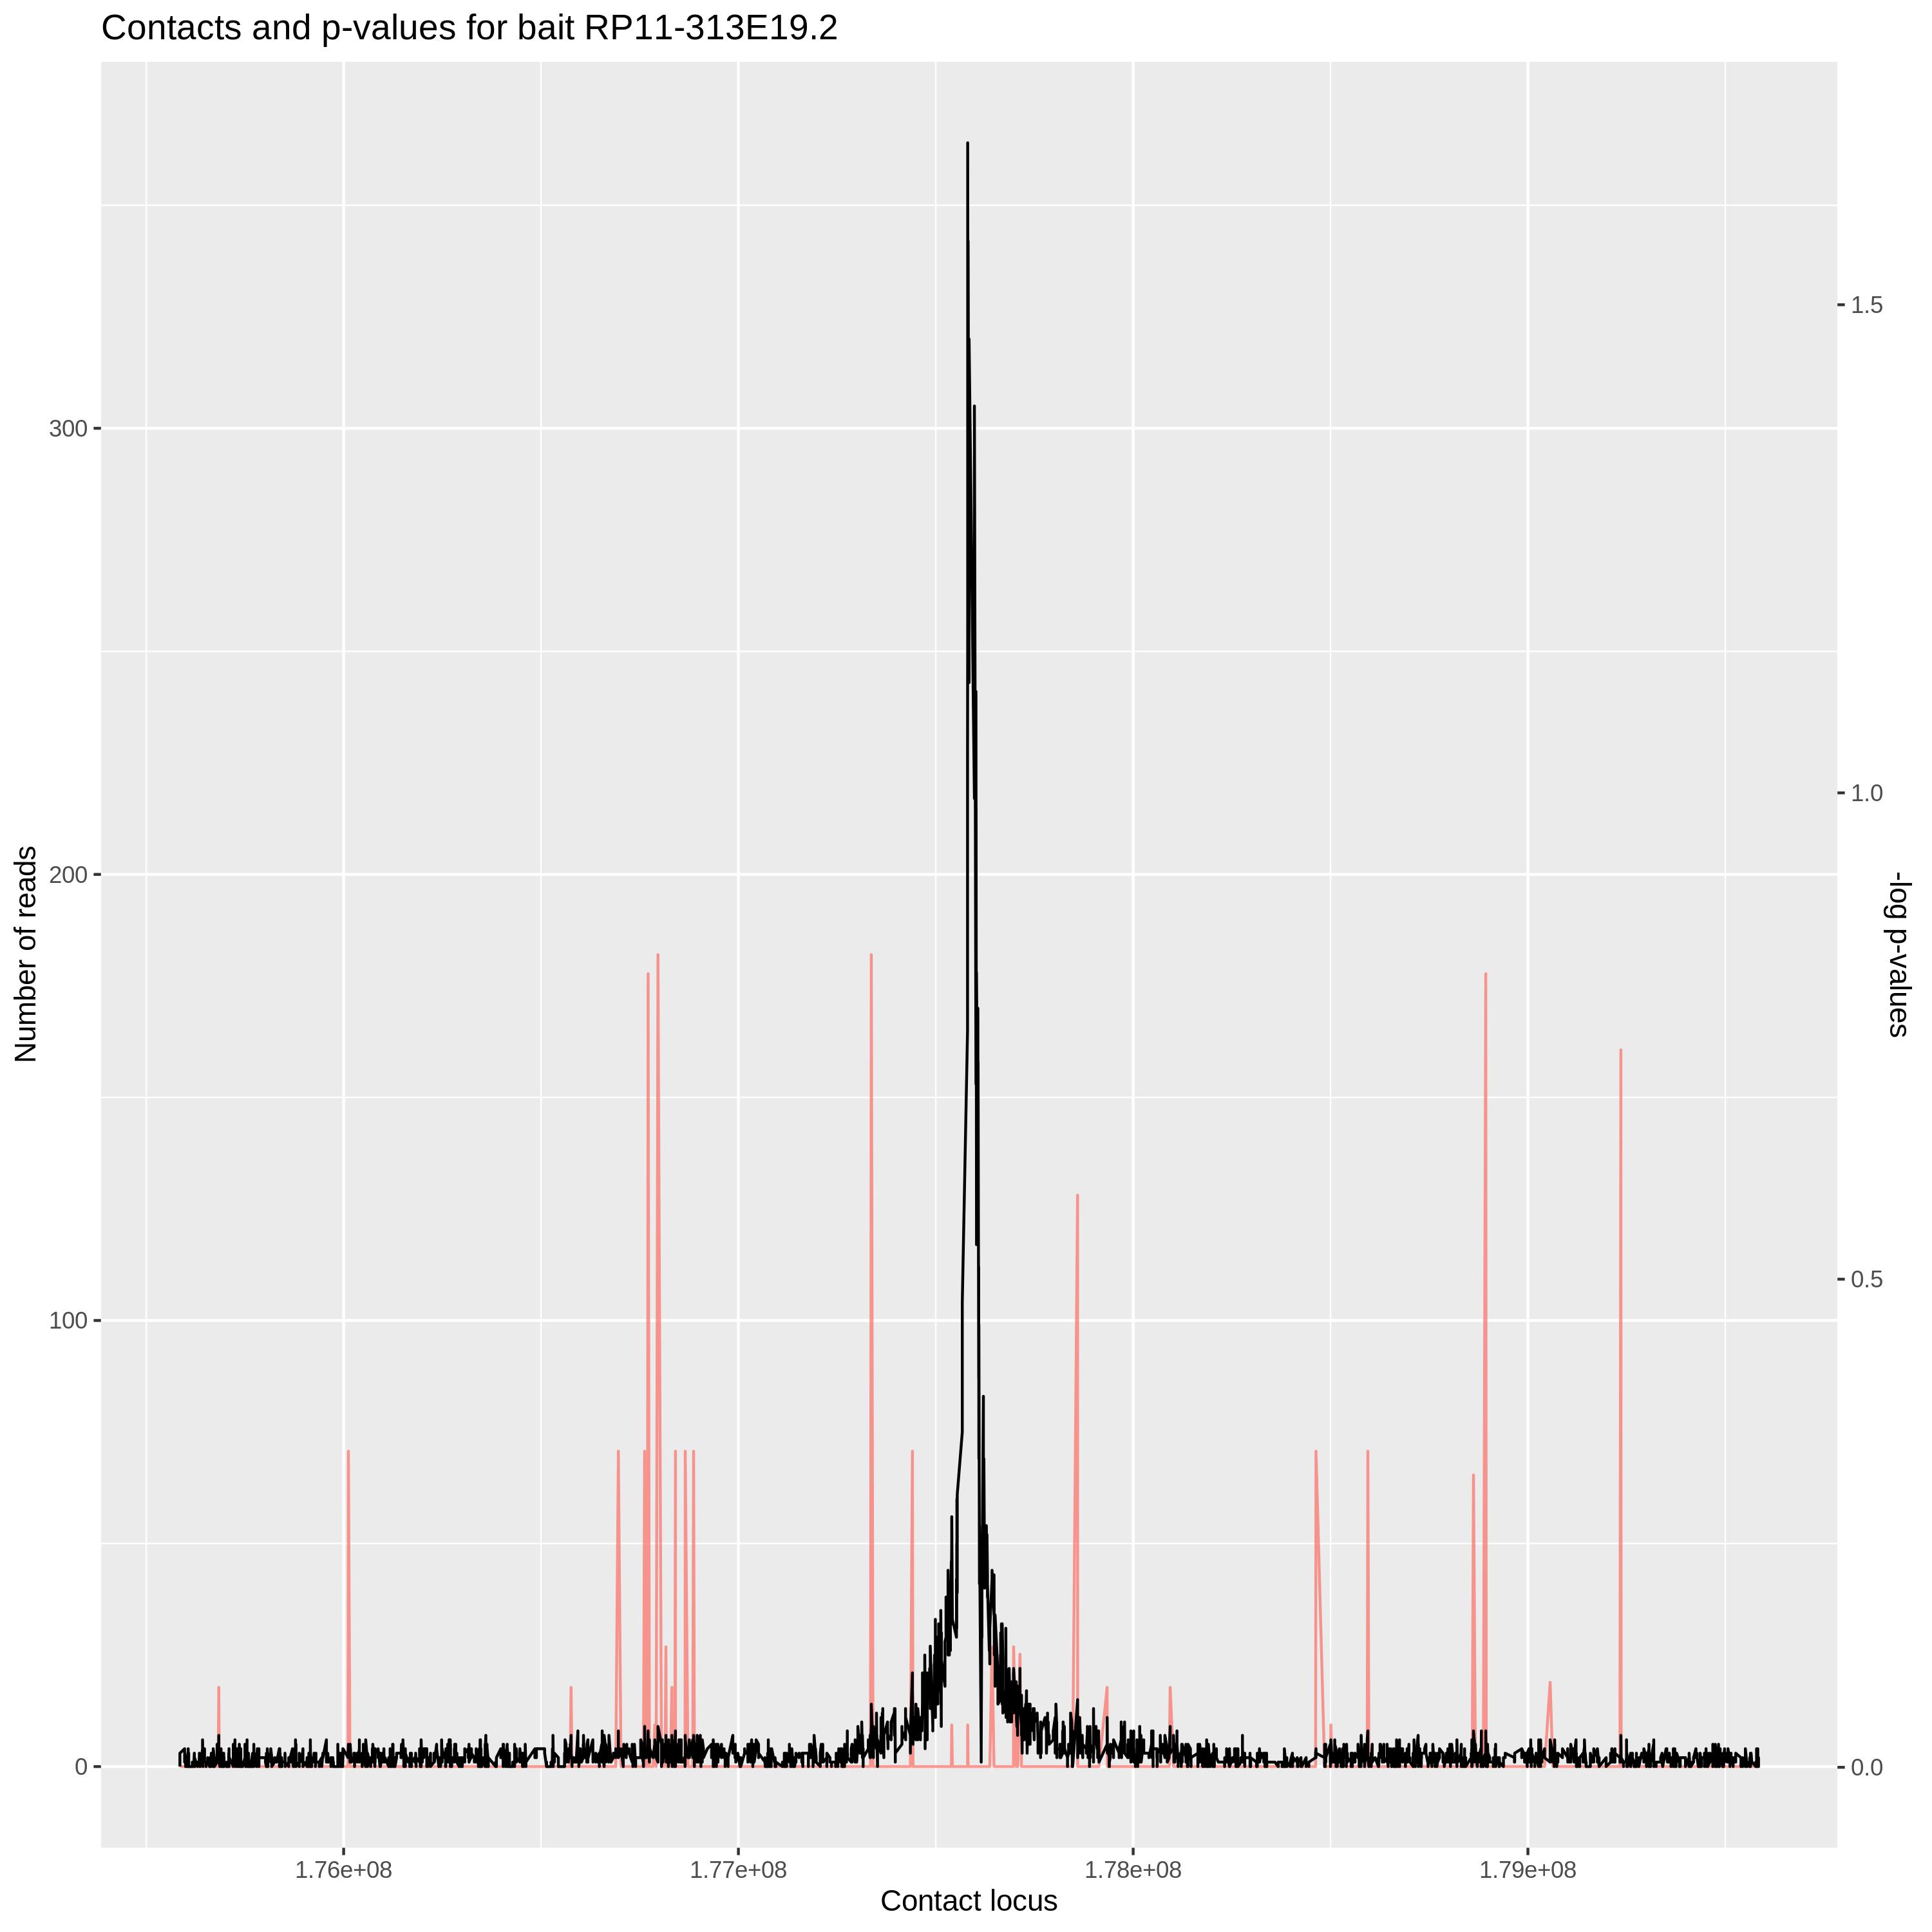 Contacts and p-values for bait RP11-313E19.2
Number of reads
300
200
100
0
1.5
1.0
0.5
0.0
-log p-values
1.76e+08 1.77e+08 1.78e+08 1.79e+08
Contact locus